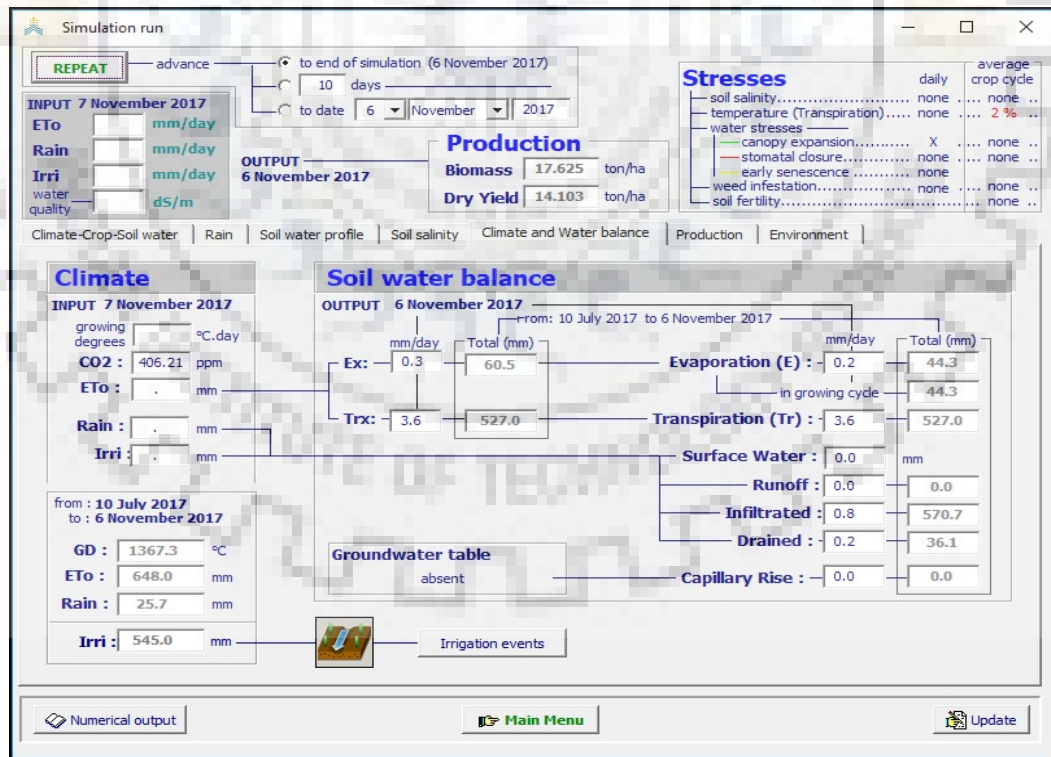 Simulation run
REPEAT advance to end of simulation (6 November 2017)
10 days
to date 6 November 2017
INPUT 7 November 2017
ETo mm/day
Rain mm/day
Irri mm/day
water quality dS/m
OUTPUT
6 November 2017
Production
Biomass 17.625 ton/ha
Dry Yield 14.103 ton/ha
Stresses daily average crop cycle
soil salinity............................ none .... none ..
temperature (Transpiration)..... none .... 2 % ..
water stresses
canopy expansion.......... X .... none ..
stomatal closure............ none .... none ..
early senescence .......... none
weed infestation.................. none .... none ..
soil fertility.................................... none ..
Climate-Crop-Soil water Rain Soil water profile Soil salinity Climate and Water balance Production Environment
Climate
INPUT 7 November 2017
growing degrees °C.day
CO2 : 406.21 ppm
ETo : . mm
Rain : . mm
Irri : . mm
from : 10 July 2017
to : 6 November 2017
GD : 1367.3 °C
ETo : 648.0 mm
Rain : 25.7 mm
Irri : 545.0 mm
Soil water balance
OUTPUT 6 November 2017
From: 10 July 2017 to 6 November 2017
mm/day Total (mm) mm/day Total (mm)
Ex: 0.3 60.5 Evaporation (E) : 0.2 44.3
in growing cycle 44.3
Trx: 3.6 527.0 Transpiration (Tr) : 3.6 527.0
Surface Water : 0.0 mm
Runoff : 0.0 0.0
Infiltrated : 0.8 570.7
Drained : 0.2 36.1
Groundwater table
absent
Capillary Rise : 0.0 0.0
Irrigation events
Numerical output Main Menu Update